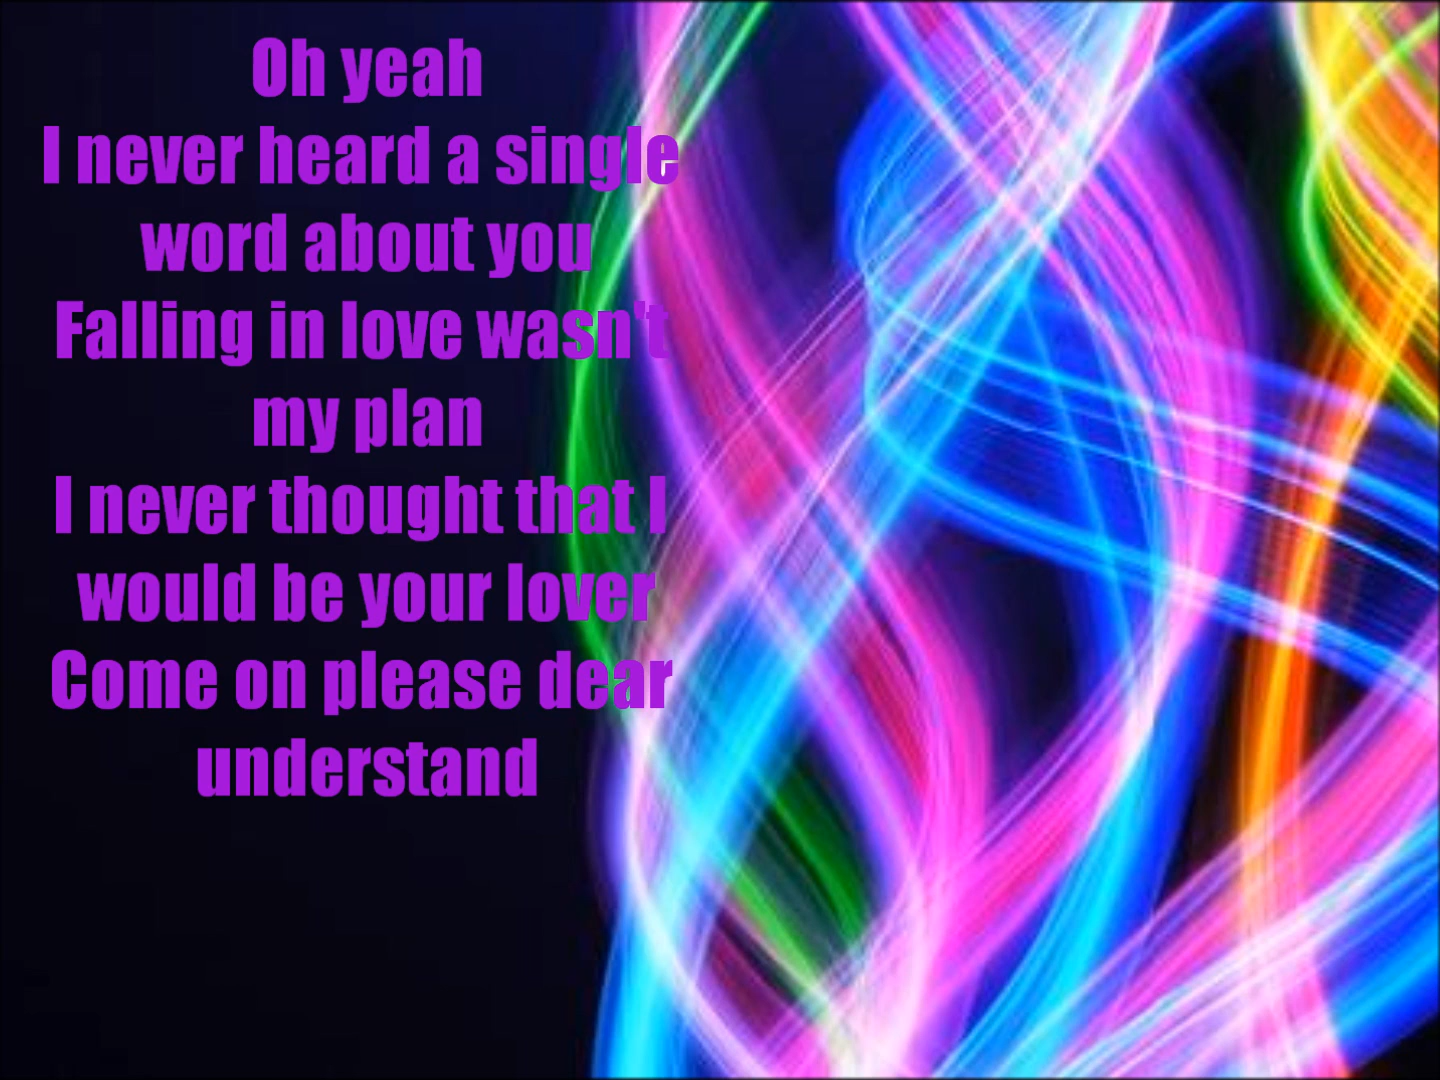 Oh yeah
I never heard a single
word about you
Falling in love wasn't
my plan
I never thought that I
would be your lover
Come on please dear
understand